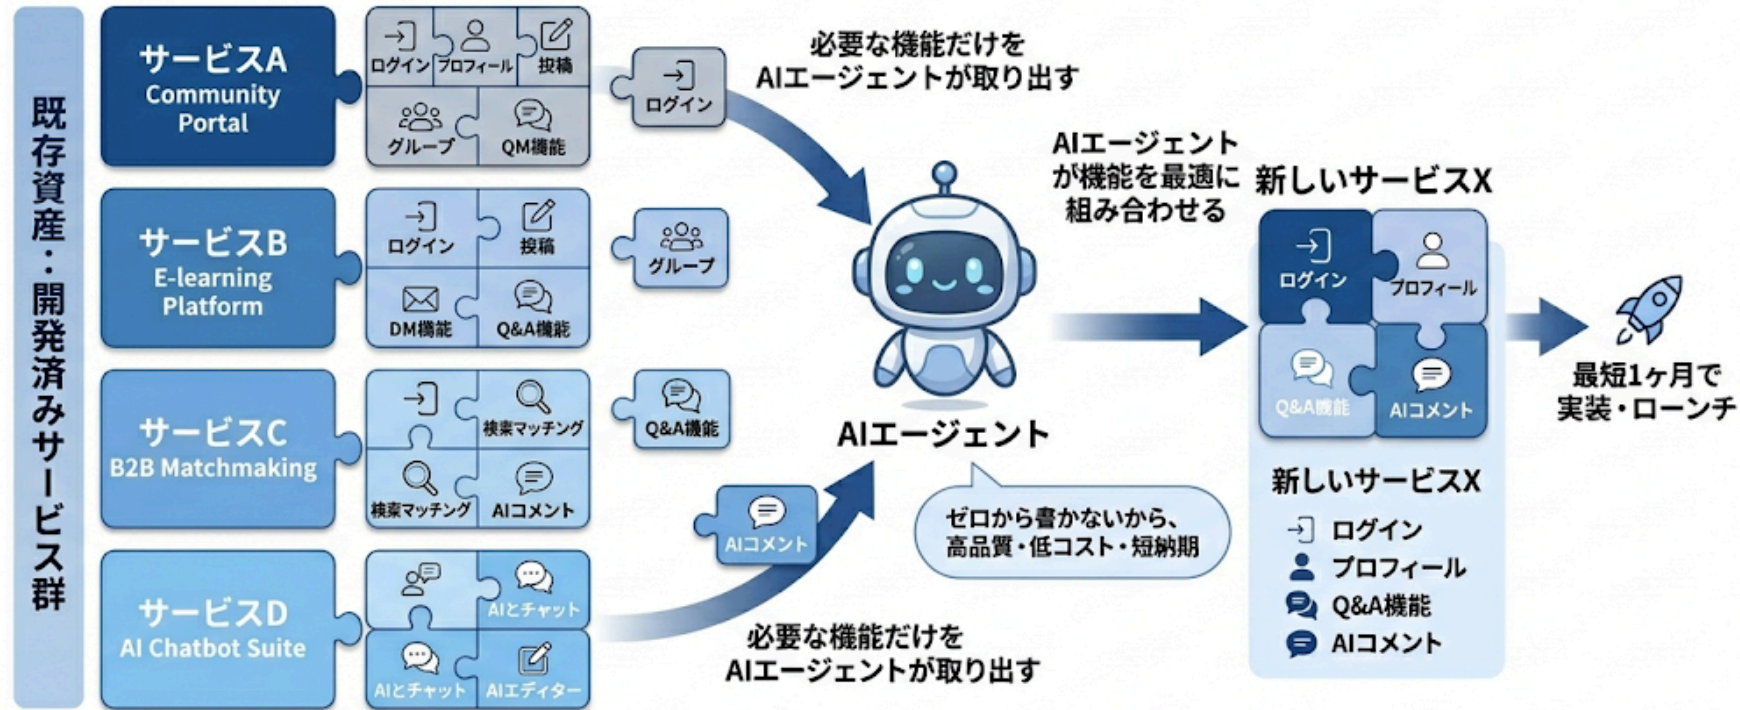 既存資産：開発済みサービス群
サービスA
Community
Portal
ログイン
プロフィール
投稿
グループ
QM機能
サービスB
E-learning
Platform
ログイン
投稿
DM機能
Q&A機能
サービスC
B2B Matchmaking
検索マッチング
検索マッチング
AIコメント
サービスD
AI Chatbot Suite
AIとチャット
AIとチャット
AIエディター
ログイン
グループ
Q&A機能
AIコメント
必要な機能だけを
AIエージェントが取り出す
AIエージェント
ゼロから書かないから、
高品質・低コスト・短納期
必要な機能だけを
AIエージェントが取り出す
AIエージェント
が機能を最適に
組み合わせる
新しいサービスX
ログイン
プロフィール
Q&A機能
AIコメント
新しいサービスX
ログイン
プロフィール
Q&A機能
AIコメント
最短1ヶ月で
実装・ローンチ